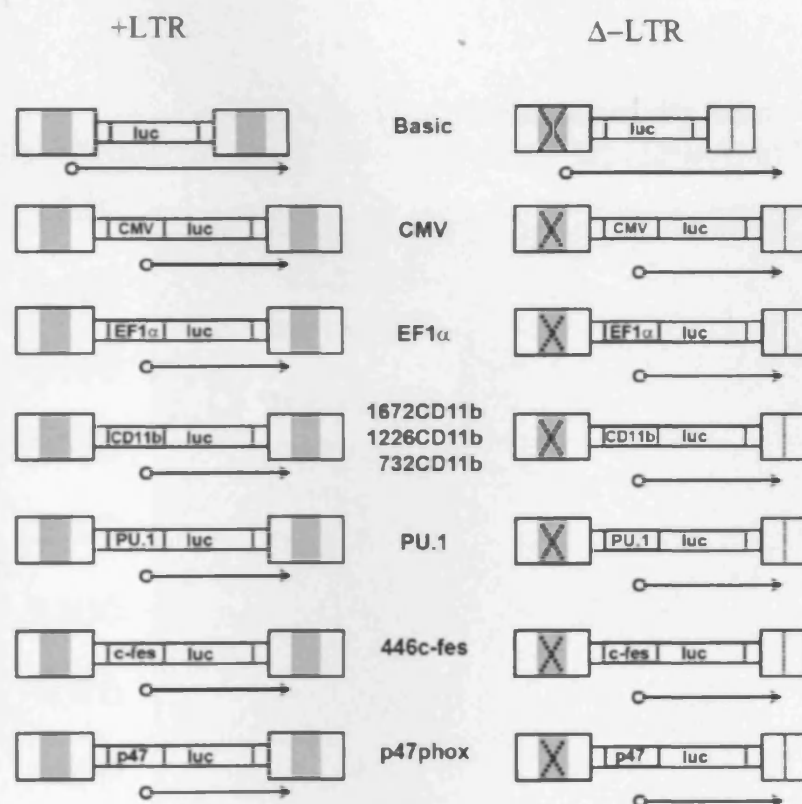 +LTR Δ-LTR
luc Basic luc
CMV luc CMV CMV luc
EF1α luc EF1α EF1α luc
1672CD11b
CD11b luc 1226CD11b CD11b luc
732CD11b
PU.1 luc PU.1 PU.1 luc
c-fes luc 446c-fes c-fes luc
p47 luc p47phox p47 luc